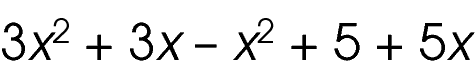 3x² + 3x − x² + 5 + 5x